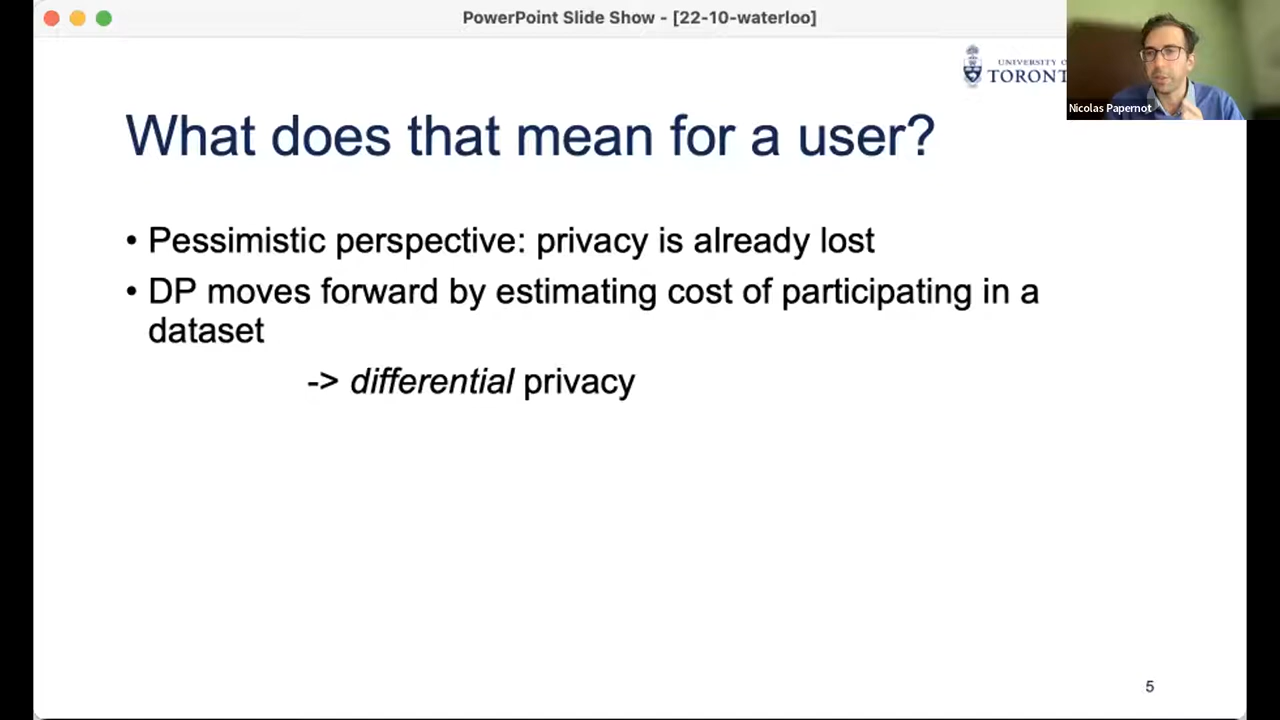 PowerPoint Slide Show - [22-10-waterloo]
UNIVERSITY O
TORONT
Nicolas Papernot
What does that mean for a user?
• Pessimistic perspective: privacy is already lost
• DP moves forward by estimating cost of participating in a
dataset
-> differential privacy
5